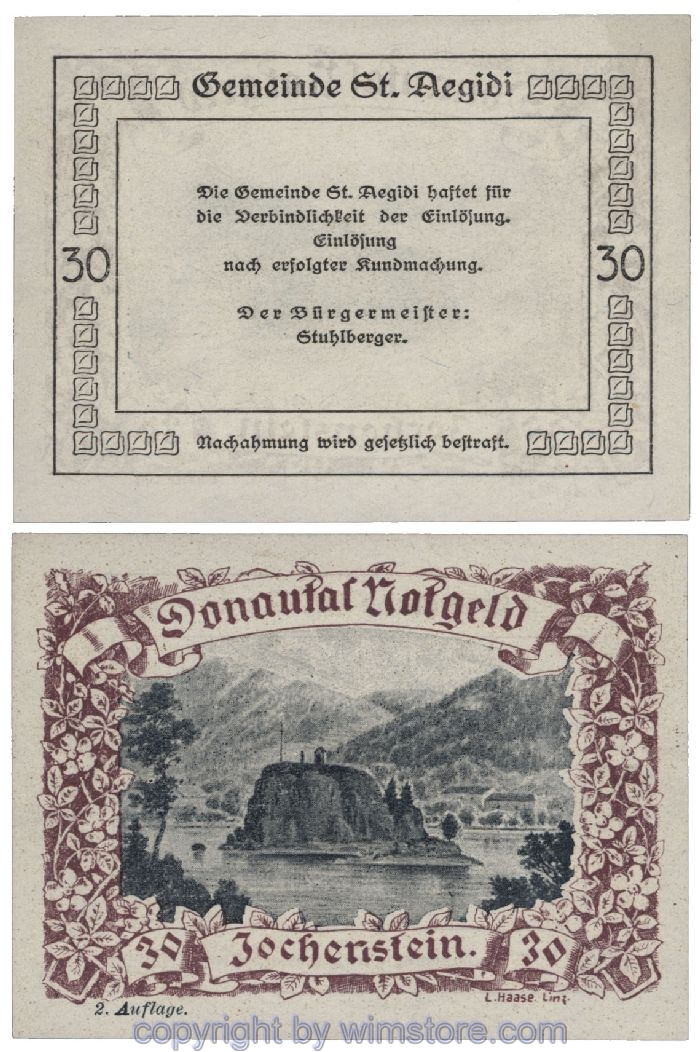 Gemeinde St. Aegidi
Die Gemeinde St. Aegidi haftet für
die Verbindlichkeit der Einlösung.
Einlösung
nach erfolgter Kundmachung.
30
30
Der Bürgermeister:
Stuhlberger.
Nachahmung wird gesetzlich bestraft.
Donautal Notgeld
30 Jochenstein. 30
L. Haase. Linz.
2. Auflage.
copyright by wimstore.com